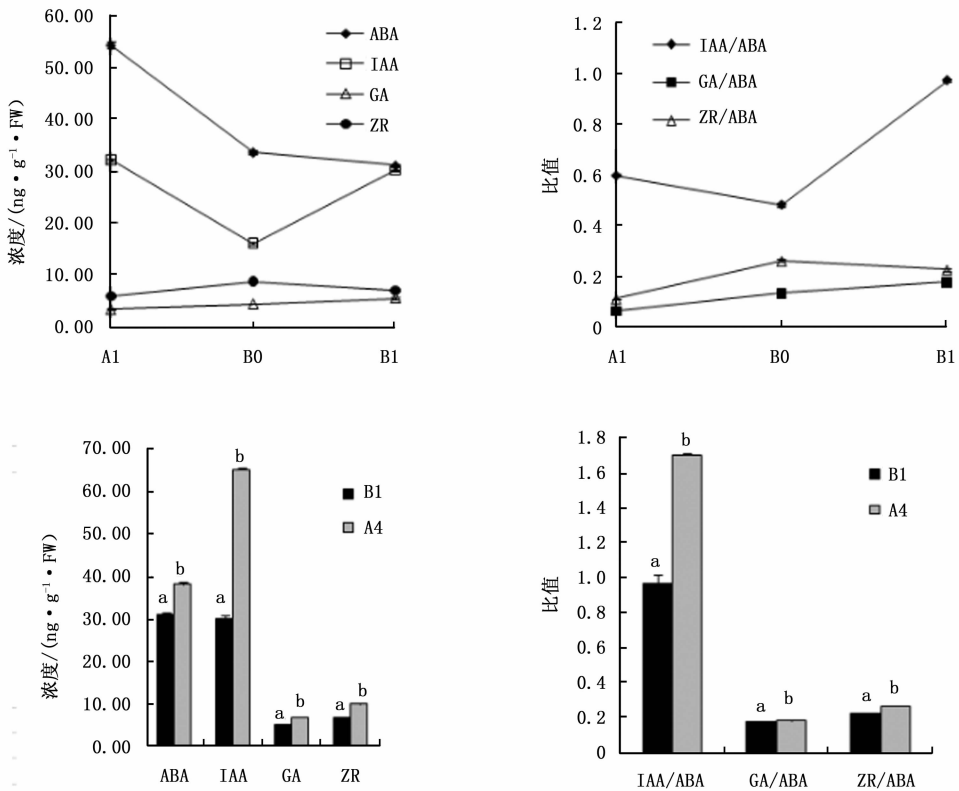 60.00
50.00
40.00
30.00
20.00
10.00
0.00
浓度/(ng·g⁻¹·FW)
ABA
IAA
GA
ZR
A1 B0 B1
1.2
1.0
0.8
0.6
0.4
0.2
0
比值
IAA/ABA
GA/ABA
ZR/ABA
A1 B0 B1
70.00
60.00
50.00
40.00
30.00
20.00
10.00
0.00
浓度/(ng·g⁻¹·FW)
B1
A4
a b a b a b a b
ABA IAA GA ZR
1.8
1.6
1.4
1.2
1.0
0.8
0.6
0.4
0.2
0
比值
B1
A4
a b a b a b
IAA/ABA GA/ABA ZR/ABA